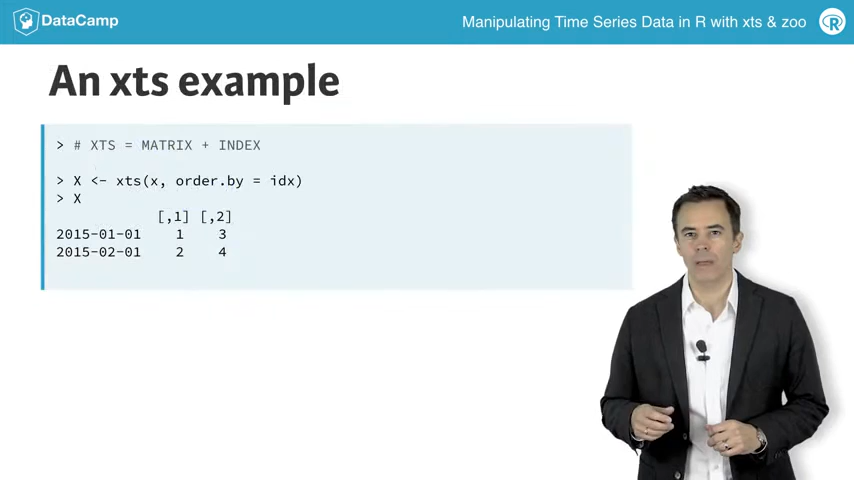 DataCamp
Manipulating Time Series Data in R with xts & zoo
R
An xts example
> # XTS = MATRIX + INDEX
> X <- xts(x, order.by = idx)
> X
[,1] [,2]
2015-01-01 1 3
2015-02-01 2 4